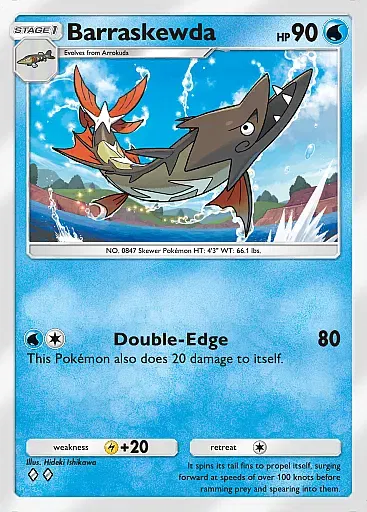 STAGE 1 Barraskewda HP 90
Evolves from Arrokuda
NO. 0847 Skewer Pokémon HT: 4'3" WT: 66.1 lbs.
Double-Edge 80
This Pokémon also does 20 damage to itself.
weakness +20 retreat
Illus. Hideki Ishikawa
It spins its tail fins to propel itself, surging
forward at speeds of over 100 knots before
ramming prey and spearing into them.